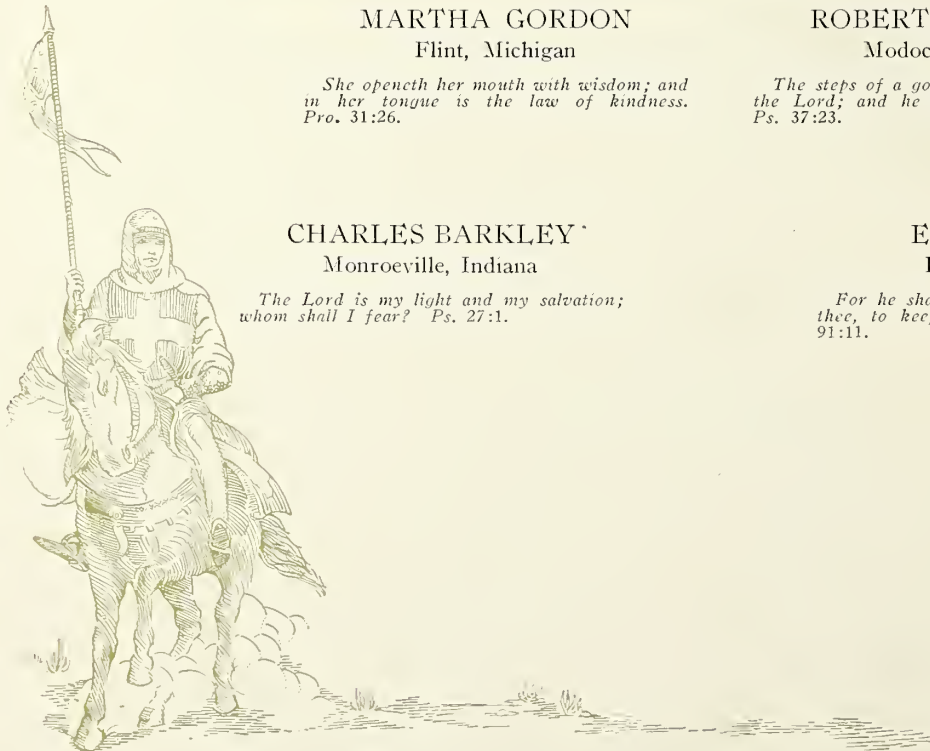 MARTHA GORDON
Flint, Michigan
She openeth her mouth with wisdom; and
in her tongue is the law of kindness.
Pro. 31:26.
ROBERT
Modoc
The steps of a go
the Lord; and he
Ps. 37:23.
CHARLES BARKLEY
Monroeville, Indiana
The Lord is my light and my salvation;
whom shall I fear? Ps. 27:1.
E
For he sha
thee, to kee
91:11.